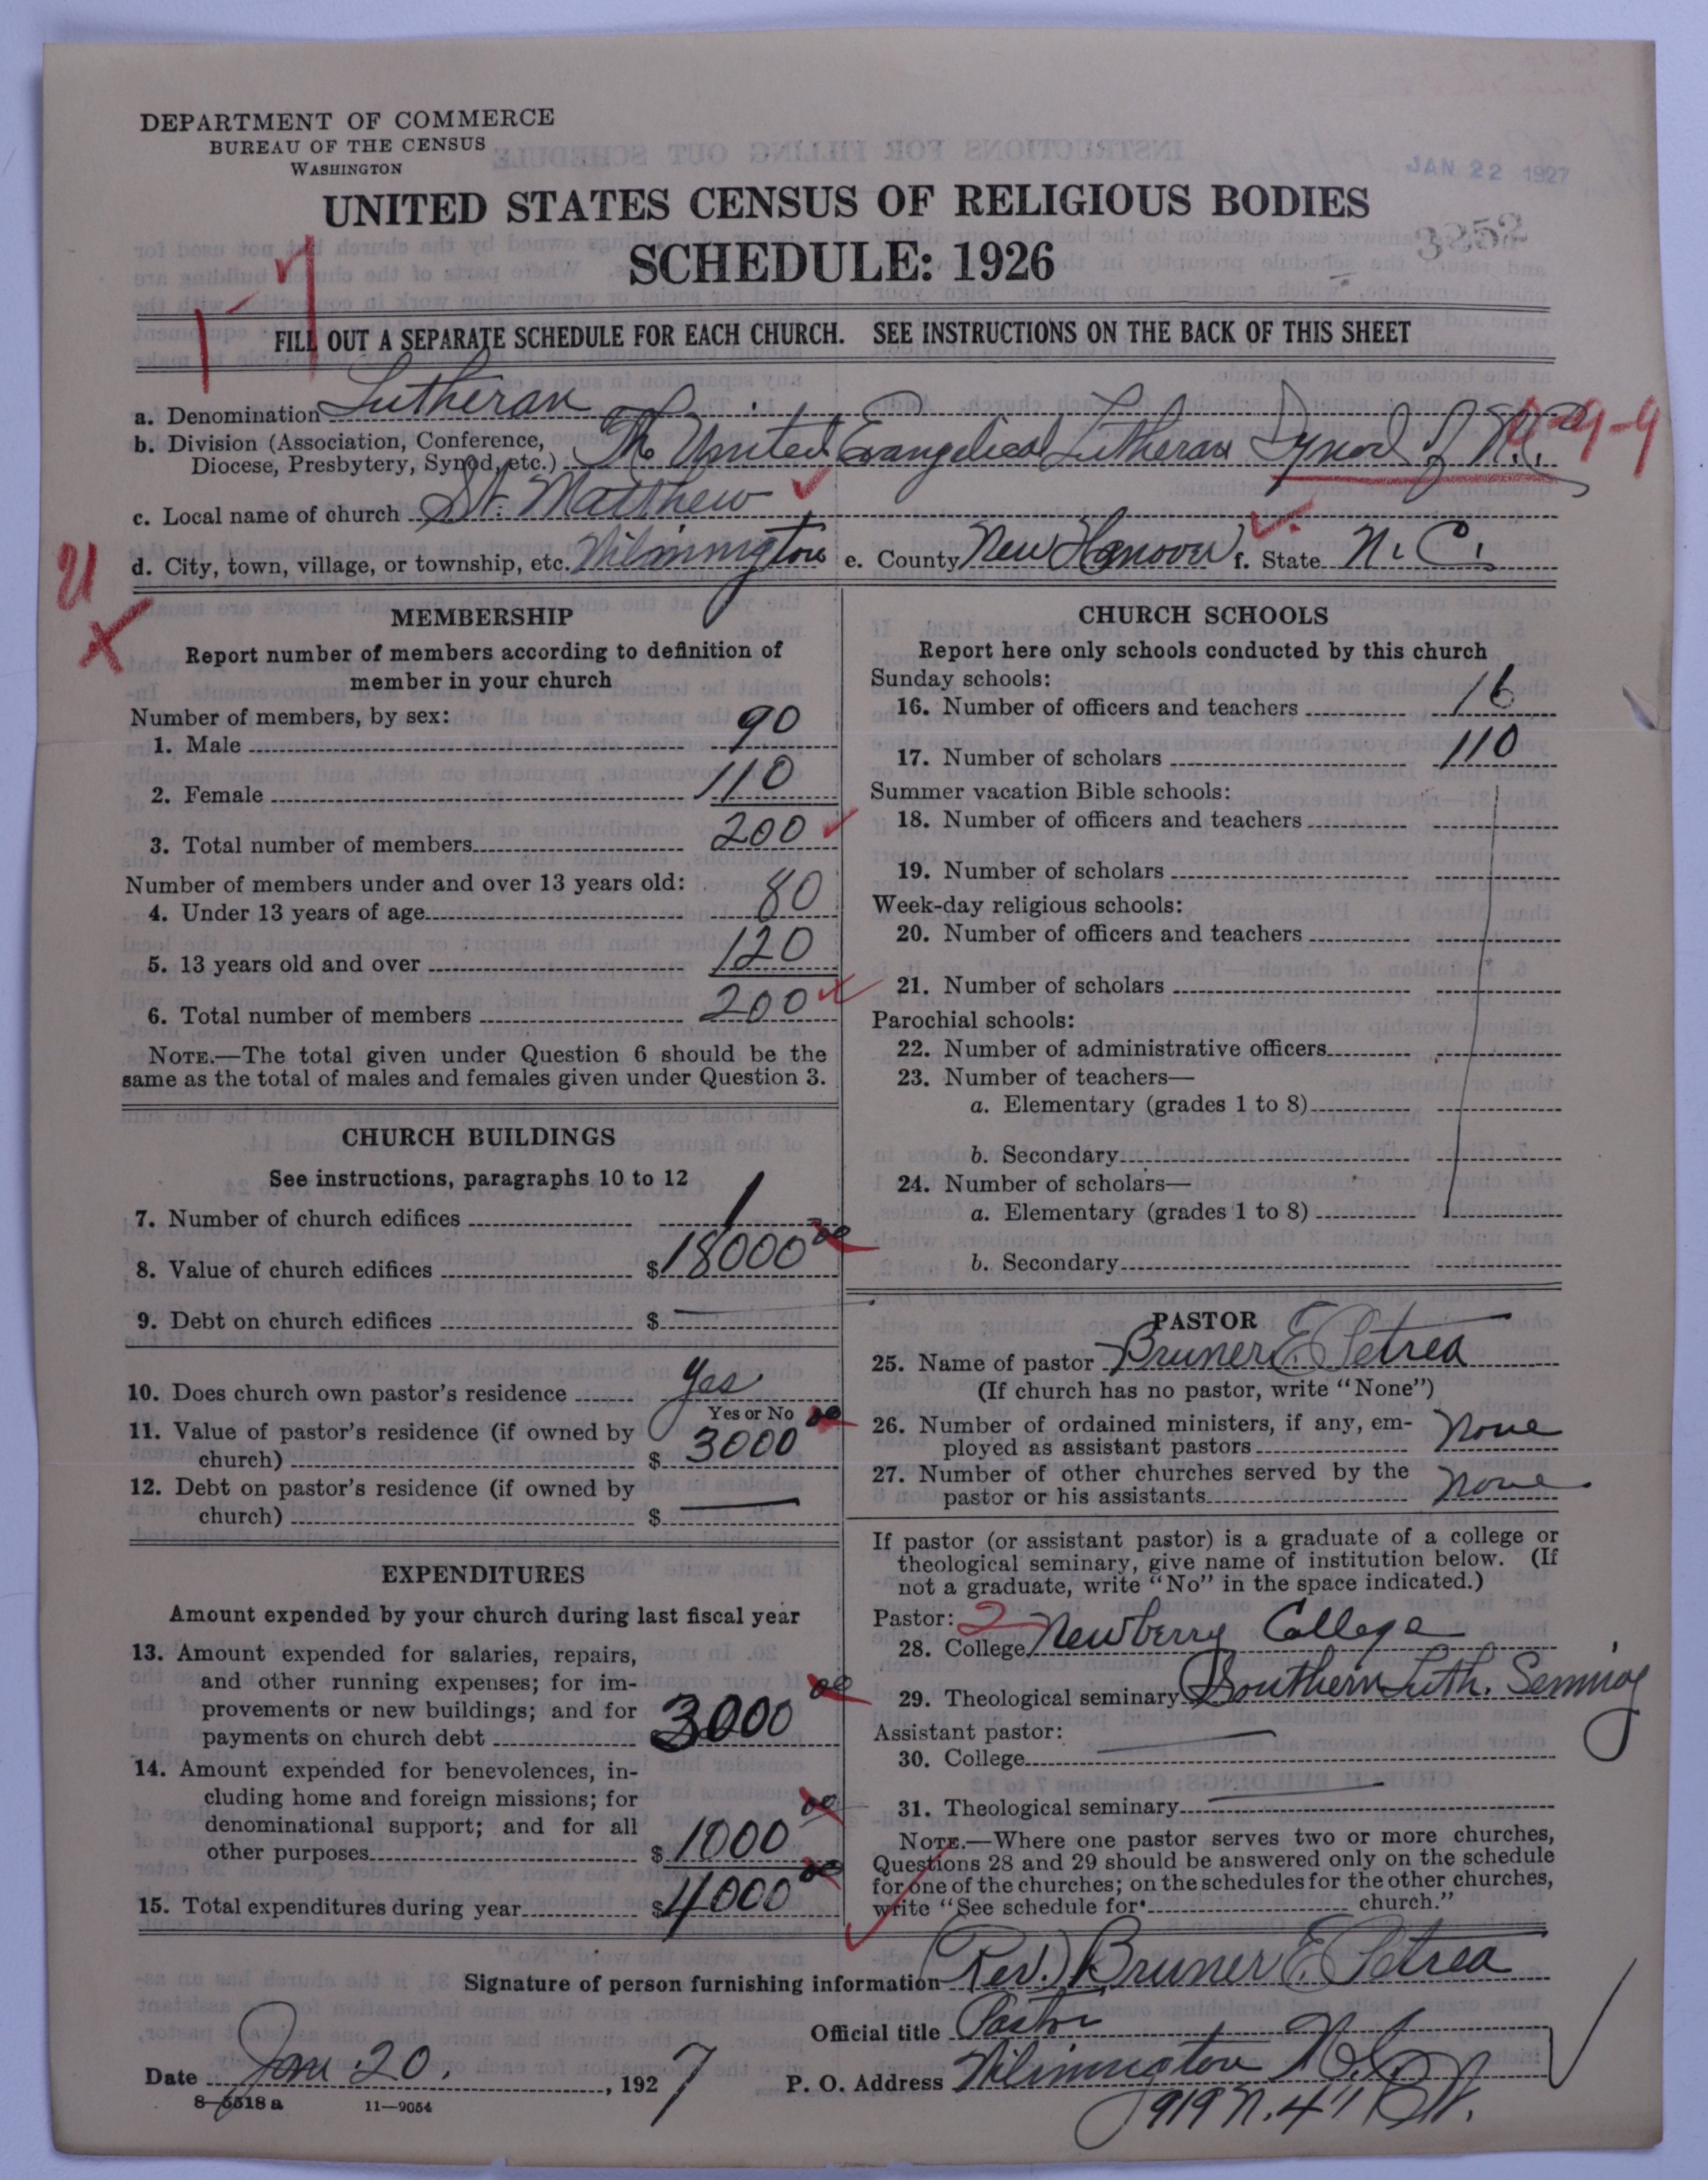 DEPARTMENT OF COMMERCE
BUREAU OF THE CENSUS
WASHINGTON
JAN 22 1927
UNITED STATES CENSUS OF RELIGIOUS BODIES
3852
SCHEDULE: 1926
FILL OUT A SEPARATE SCHEDULE FOR EACH CHURCH. SEE INSTRUCTIONS ON THE BACK OF THIS SHEET
a. Denomination Lutheran
b. Division (Association, Conference,
Diocese, Presbytery, Synod, etc.) The United Evangelical Lutheran Synod of N.C. 9-4
c. Local name of church St. Matthew
d. City, town, village, or township, etc. Wilmington e. County New Hanover f. State N. C.
MEMBERSHIP
Report number of members according to definition of
member in your church
Number of members, by sex:
1. Male 90
2. Female 110
3. Total number of members 200
Number of members under and over 13 years old:
4. Under 13 years of age 80
5. 13 years old and over 120
6. Total number of members 200
NOTE.—The total given under Question 6 should be the
same as the total of males and females given under Question 3.
CHURCH BUILDINGS
See instructions, paragraphs 10 to 12
7. Number of church edifices 1
8. Value of church edifices $ 18000 00
9. Debt on church edifices $ —
10. Does church own pastor's residence Yes
Yes or No
11. Value of pastor's residence (if owned by
church) $ 3000 00
12. Debt on pastor's residence (if owned by
church) $ —
EXPENDITURES
Amount expended by your church during last fiscal year
13. Amount expended for salaries, repairs,
and other running expenses; for im-
provements or new buildings; and for
payments on church debt $ 3000 00
14. Amount expended for benevolences, in-
cluding home and foreign missions; for
denominational support; and for all
other purposes $ 1000 00
15. Total expenditures during year $ 4000 00
CHURCH SCHOOLS
Report here only schools conducted by this church
Sunday schools:
16. Number of officers and teachers 16
17. Number of scholars 110
Summer vacation Bible schools:
18. Number of officers and teachers
19. Number of scholars
Week-day religious schools:
20. Number of officers and teachers
21. Number of scholars
Parochial schools:
22. Number of administrative officers
23. Number of teachers—
a. Elementary (grades 1 to 8)
b. Secondary
24. Number of scholars—
a. Elementary (grades 1 to 8)
b. Secondary
PASTOR
25. Name of pastor Bruner E. Petrea
(If church has no pastor, write "None")
26. Number of ordained ministers, if any, em-
ployed as assistant pastors None
27. Number of other churches served by the
pastor or his assistants None
If pastor (or assistant pastor) is a graduate of a college or
theological seminary, give name of institution below. (If
not a graduate, write "No" in the space indicated.)
Pastor: 2
28. College Newberry College
29. Theological seminary Southern Luth. Seminary
Assistant pastor:
30. College —
31. Theological seminary —
NOTE.—Where one pastor serves two or more churches,
Questions 28 and 29 should be answered only on the schedule
for one of the churches; on the schedules for the other churches,
write "See schedule for church."
Signature of person furnishing information (Rev.) Bruner E. Petrea
Official title Pastor
Date Jan. 20, 1927 P. O. Address Wilmington N.C.
919 N. 4th St.
8-5518 a 11—9054